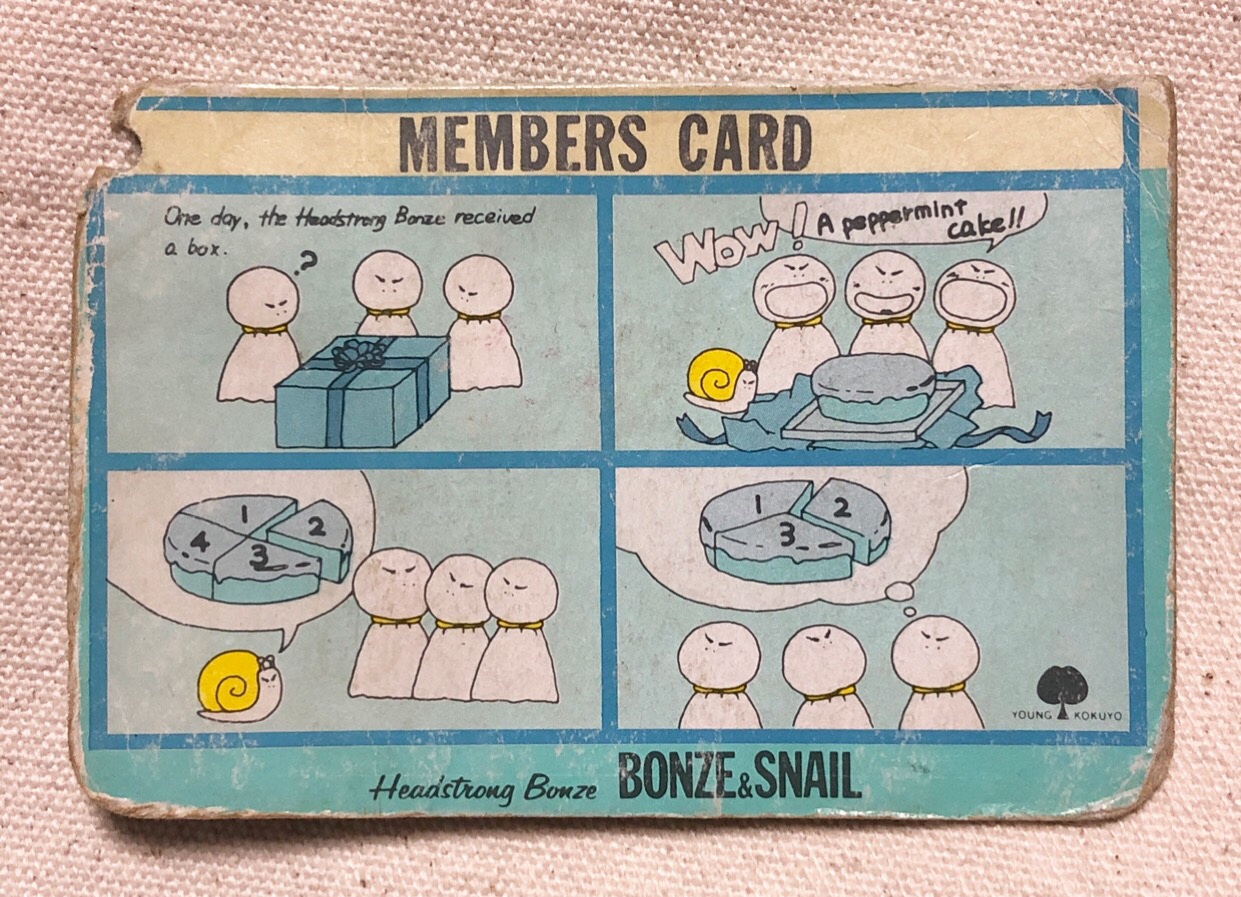 MEMBERS CARD
One day, the Headstrong Bonze received
a box.
?
Wow!
A peppermint
cake!!
1
2
4
3
1
2
3
YOUNG KOKUYO
Headstrong Bonze BONZE & SNAIL